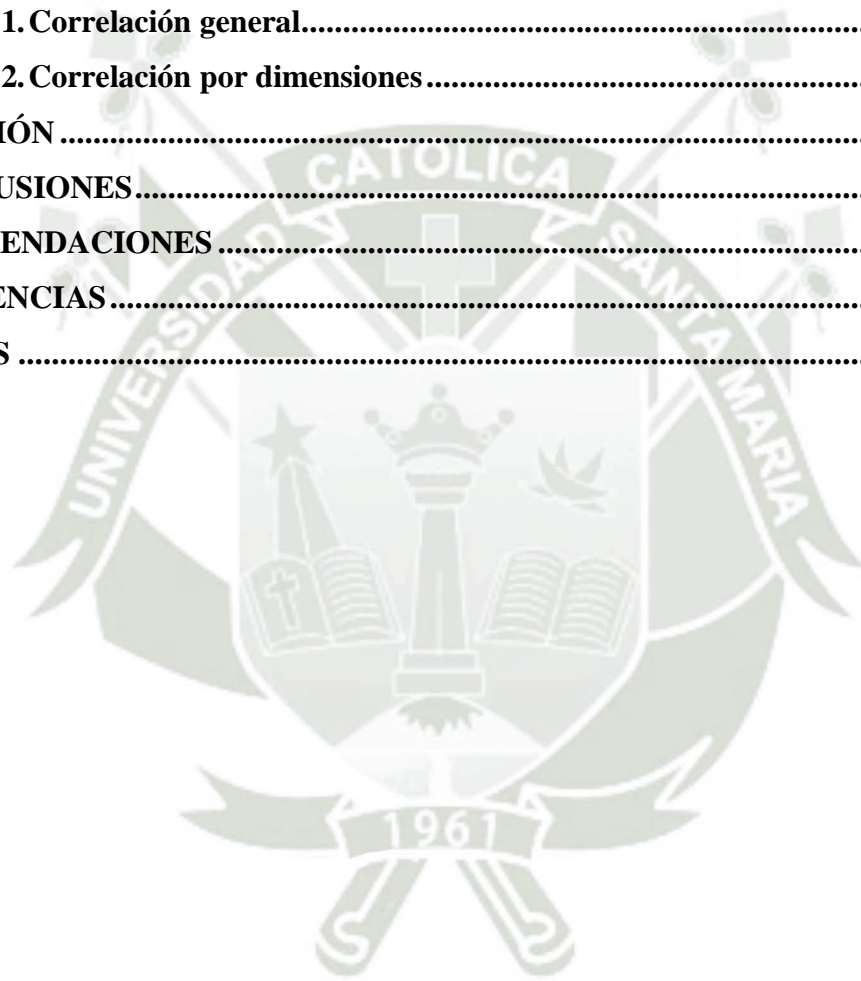 1. Correlación general..........................................................................
2. Correlación por dimensiones..........................................................
IÓN ..................................................................................................
USIONES.........................................................................................
ENDACIONES ...............................................................................
ENCIAS ............................................................................................
S .......................................................................................................
UNIVERSIDAD CATOLICA SANTA MARIA
1961